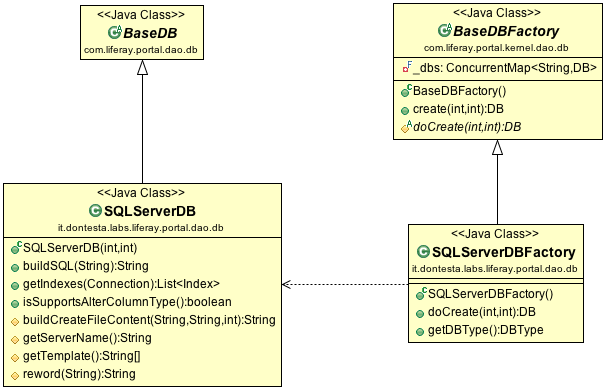 <<Java Class>>
BaseDB
com.liferay.portal.dao.db
<<Java Class>>
BaseDBFactory
com.liferay.portal.kernel.dao.db
_dbs: ConcurrentMap<String,DB>
BaseDBFactory()
create(int,int):DB
doCreate(int,int):DB
<<Java Class>>
SQLServerDB
it.dontesta.labs.liferay.portal.dao.db
SQLServerDB(int,int)
buildSQL(String):String
getIndexes(Connection):List<Index>
isSupportsAlterColumnType():boolean
buildCreateFileContent(String,String,int):String
getServerName():String
getTemplate():String[]
reword(String):String
<<Java Class>>
SQLServerDBFactory
it.dontesta.labs.liferay.portal.dao.db
SQLServerDBFactory()
doCreate(int,int):DB
getDBType():DBType